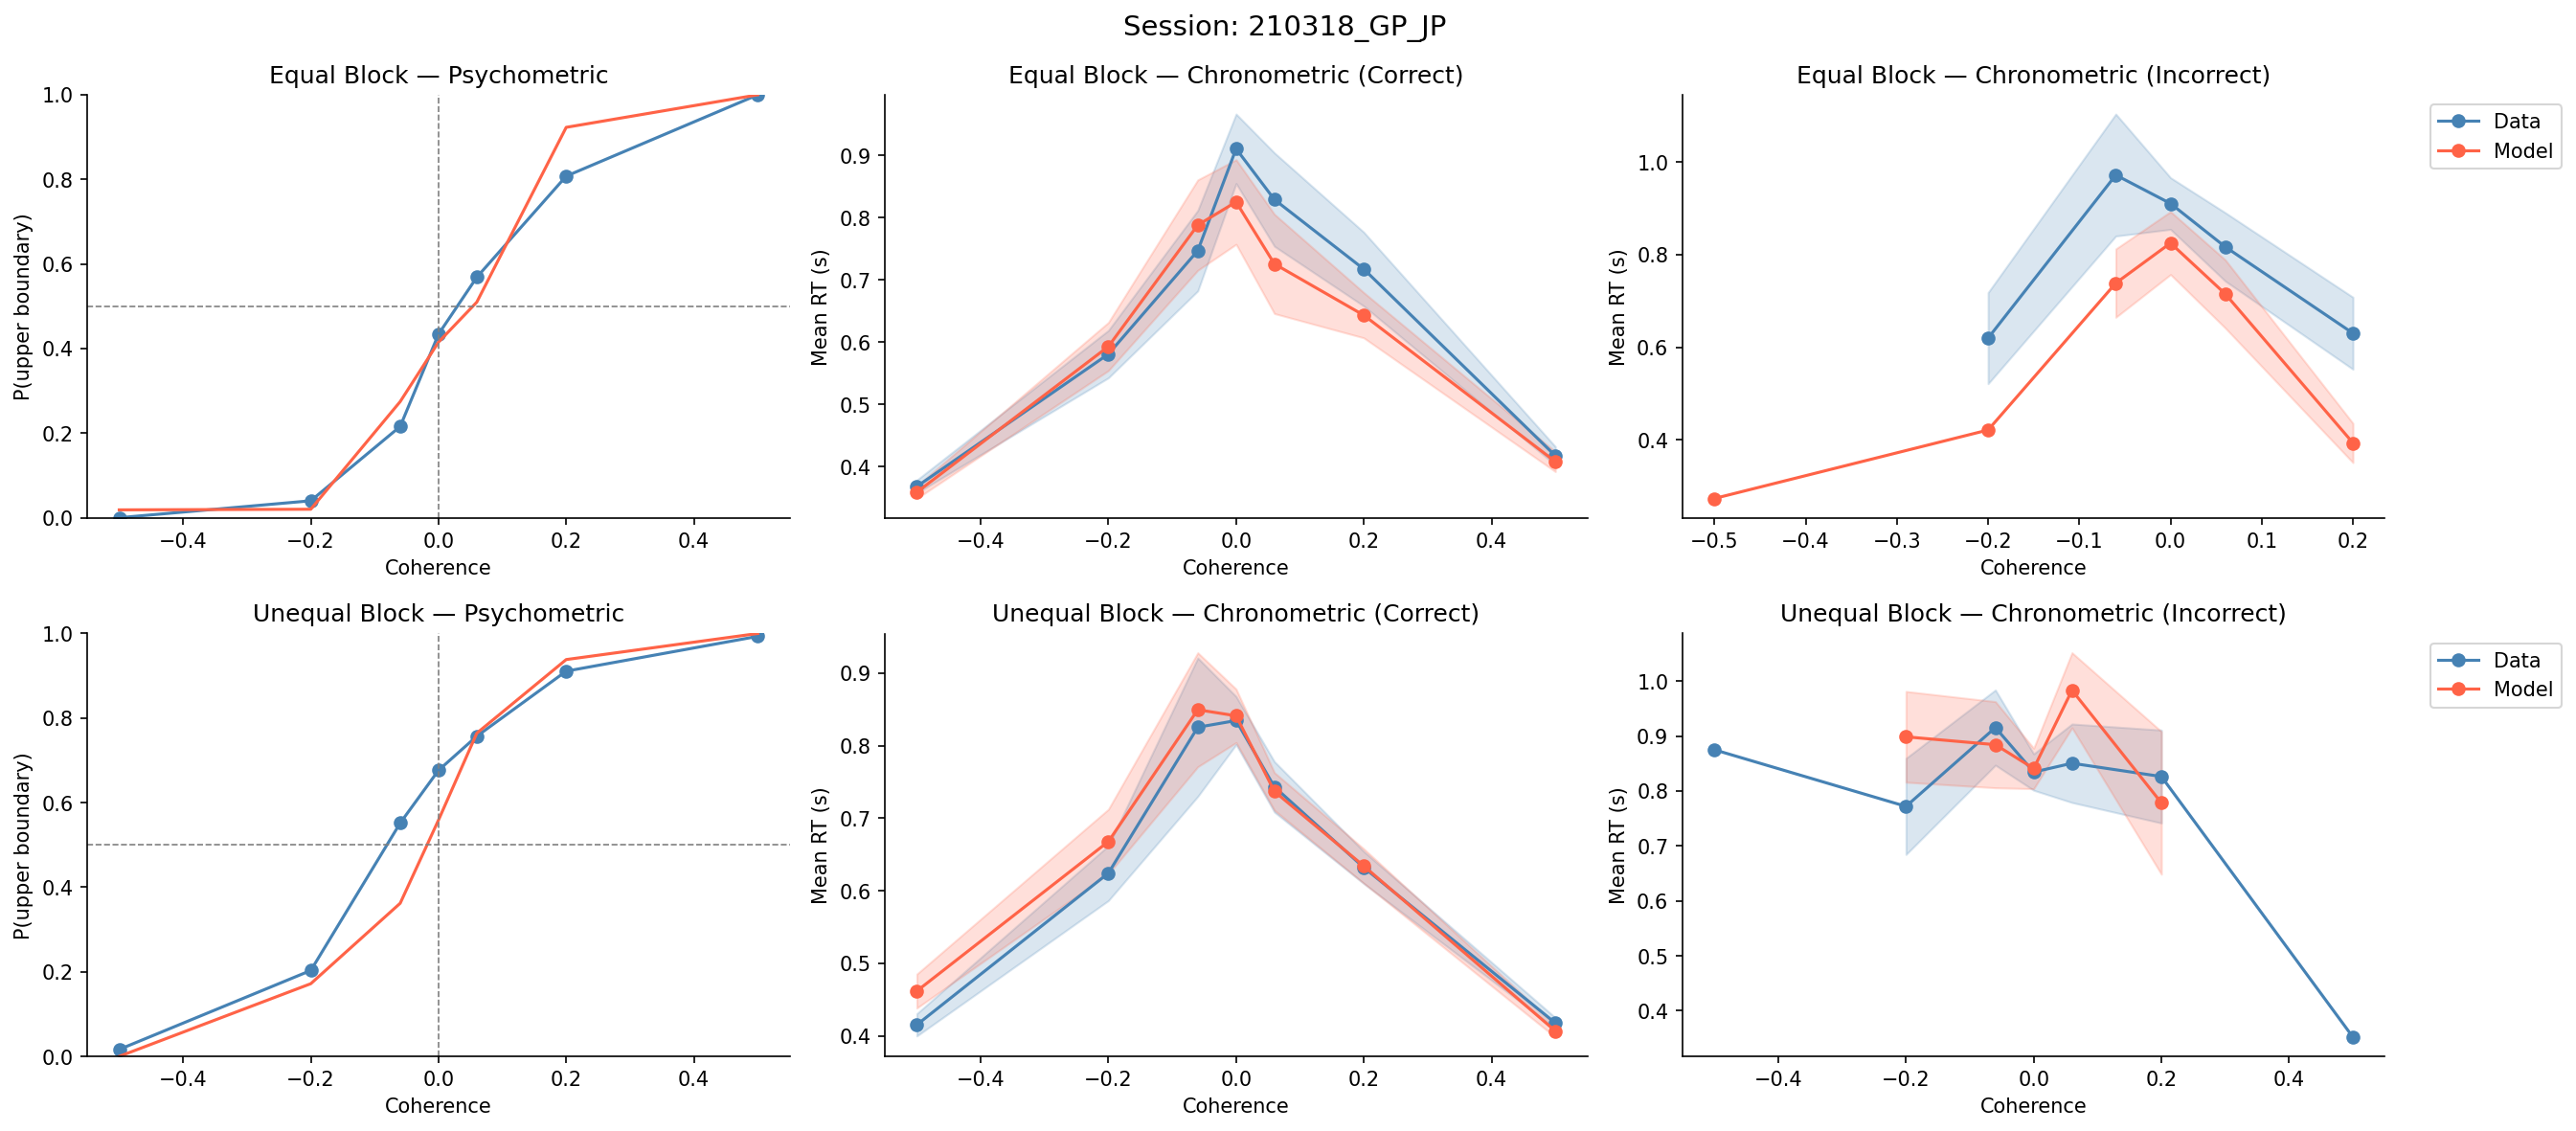 Session: 210318_GP_JP
Equal Block — Psychometric
P(upper boundary)
1.0
0.8
0.6
0.4
0.2
0.0
−0.4 −0.2 0.0 0.2 0.4
Coherence
Equal Block — Chronometric (Correct)
Mean RT (s)
0.9
0.8
0.7
0.6
0.5
0.4
−0.4 −0.2 0.0 0.2 0.4
Coherence
Equal Block — Chronometric (Incorrect)
Mean RT (s)
1.0
0.8
0.6
0.4
−0.5 −0.4 −0.3 −0.2 −0.1 0.0 0.1 0.2
Coherence
Data
Model
Unequal Block — Psychometric
P(upper boundary)
1.0
0.8
0.6
0.4
0.2
0.0
−0.4 −0.2 0.0 0.2 0.4
Coherence
Unequal Block — Chronometric (Correct)
Mean RT (s)
0.9
0.8
0.7
0.6
0.5
0.4
−0.4 −0.2 0.0 0.2 0.4
Coherence
Unequal Block — Chronometric (Incorrect)
Mean RT (s)
1.0
0.9
0.8
0.7
0.6
0.5
0.4
−0.4 −0.2 0.0 0.2 0.4
Coherence
Data
Model